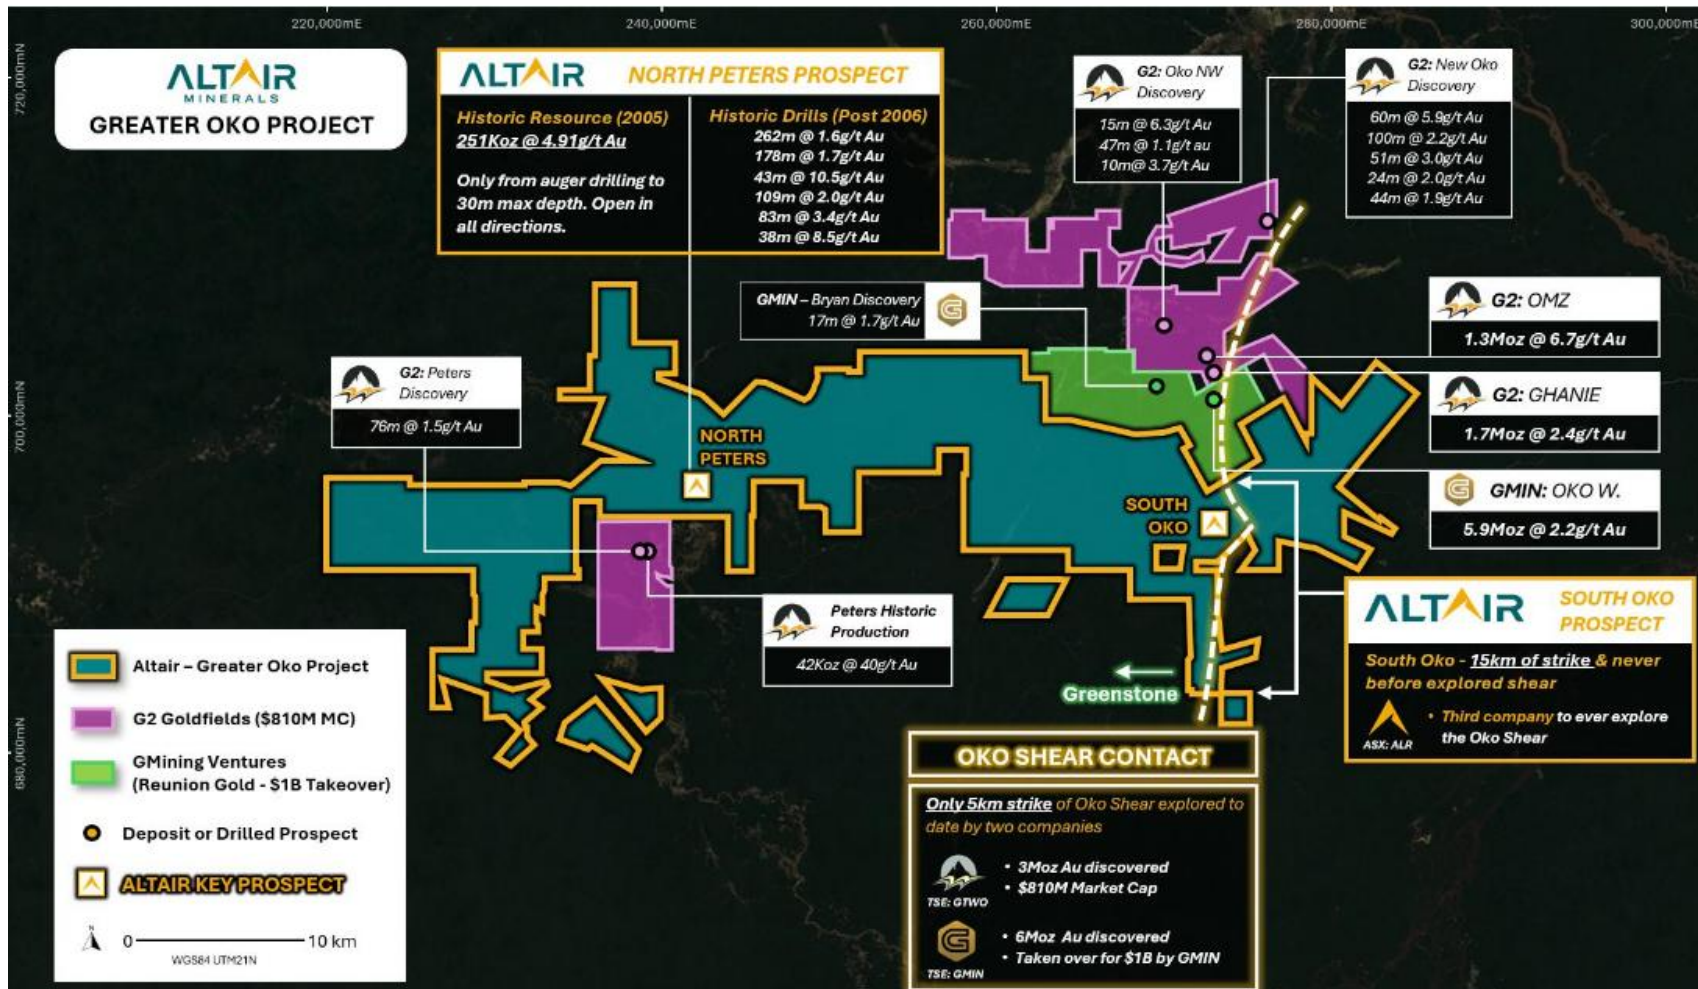 220,000mE
240,000mE
260,000mE
280,000mE
300,000mE
720,000mN
700,000mN
680,000mN
ALTAIR
MINERALS
GREATER OKO PROJECT
ALTAIR
NORTH PETERS PROSPECT
Historic Resource (2005)
251Koz @ 4.91g/t Au
Only from auger drilling to
30m max depth. Open in
all directions.
Historic Drills (Post 2006)
262m @ 1.6g/t Au
178m @ 1.7g/t Au
43m @ 10.5g/t Au
109m @ 2.0g/t Au
83m @ 3.4g/t Au
38m @ 8.5g/t Au
G2: Oko NW
Discovery
15m @ 6.3g/t Au
47m @ 1.1g/t au
10m@ 3.7g/t Au
G2: New Oko
Discovery
60m @ 5.9g/t Au
100m @ 2.2g/t Au
51m @ 3.0g/t Au
24m @ 2.0g/t Au
44m @ 1.9g/t Au
GMIN – Bryan Discovery
17m @ 1.7g/t Au
G2: OMZ
1.3Moz @ 6.7g/t Au
G2: Peters
Discovery
76m @ 1.5g/t Au
G2: GHANIE
1.7Moz @ 2.4g/t Au
NORTH
PETERS
GMIN: OKO W.
5.9Moz @ 2.2g/t Au
SOUTH
OKO
Peters Historic
Production
42Koz @ 40g/t Au
Greenstone
ALTAIR
SOUTH OKO
PROSPECT
South Oko - 15km of strike & never
before explored shear
ASX: ALR
• Third company to ever explore
the Oko Shear
OKO SHEAR CONTACT
Only 5km strike of Oko Shear explored to
date by two companies
TSE: GTWO
• 3Moz Au discovered
• $810M Market Cap
G
TSE: GMIN
• 6Moz Au discovered
• Taken over for $1B by GMIN
Altair – Greater Oko Project
G2 Goldfields ($810M MC)
GMining Ventures
(Reunion Gold - $1B Takeover)
Deposit or Drilled Prospect
ALTAIR KEY PROSPECT
N
0 10 km
WGS84 UTM21N